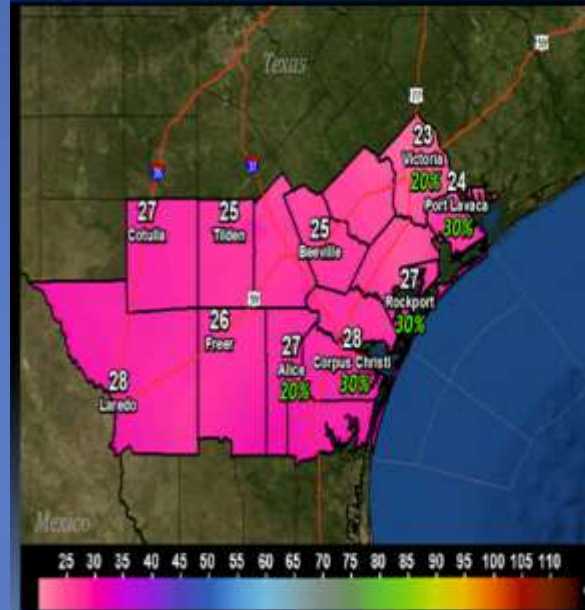 Texas
23
Victoria
20%
24
Port Lavaca
30%
27
Cotulla
25
Tilden
25
Beeville
27
Rockport
30%
26
Freer
27
Alice
20%
28
Corpus Christi
30%
28
Laredo
Mexico
25 30 35 40 45 50 55 60 65 70 75 80 85 90 95 100 105 110